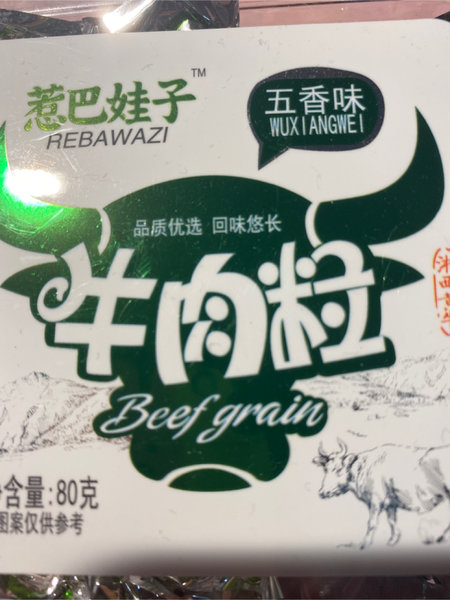 惹巴娃子™
REBAWAZI
五香味
WUXIANGWEI
品质优选 回味悠长
牛肉粒
Beef grain
含量:80克
图案仅供参考